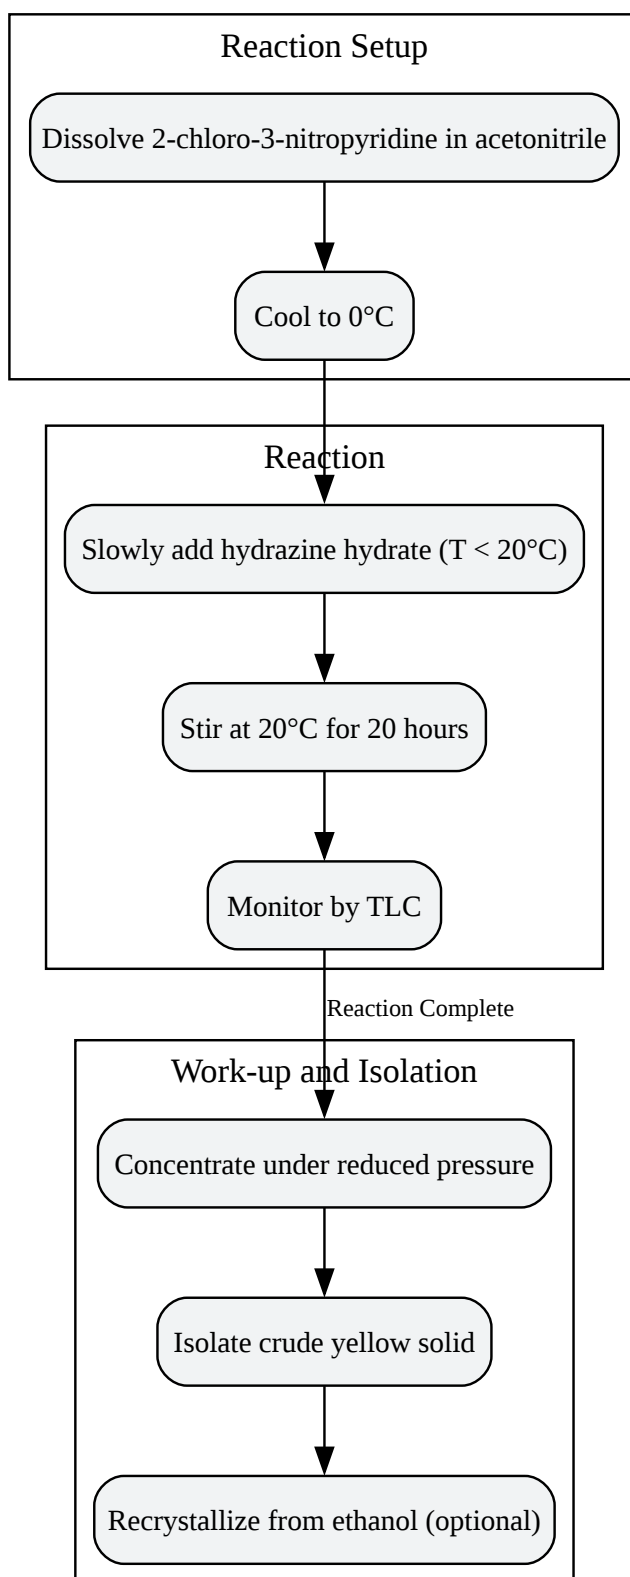 Reaction Setup
Dissolve 2-chloro-3-nitropyridine in acetonitrile
Cool to 0°C
Reaction
Slowly add hydrazine hydrate (T < 20°C)
Stir at 20°C for 20 hours
Monitor by TLC
Reaction Complete
Work-up and Isolation
Concentrate under reduced pressure
Isolate crude yellow solid
Recrystallize from ethanol (optional)